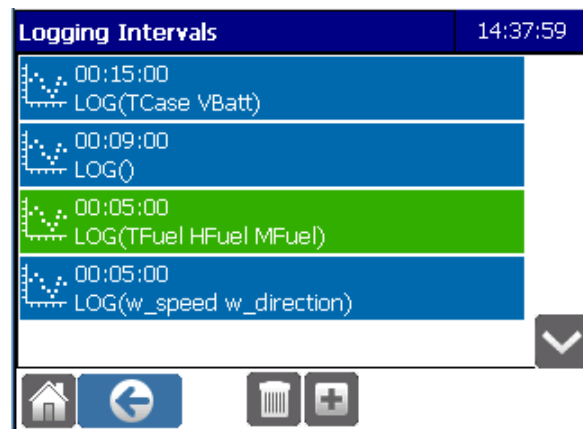 Logging Intervals 14:37:59
00:15:00
LOG(TCase VBatt)
00:09:00
LOG()
00:05:00
LOG(TFuel HFuel MFuel)
00:05:00
LOG(w_speed w_direction)